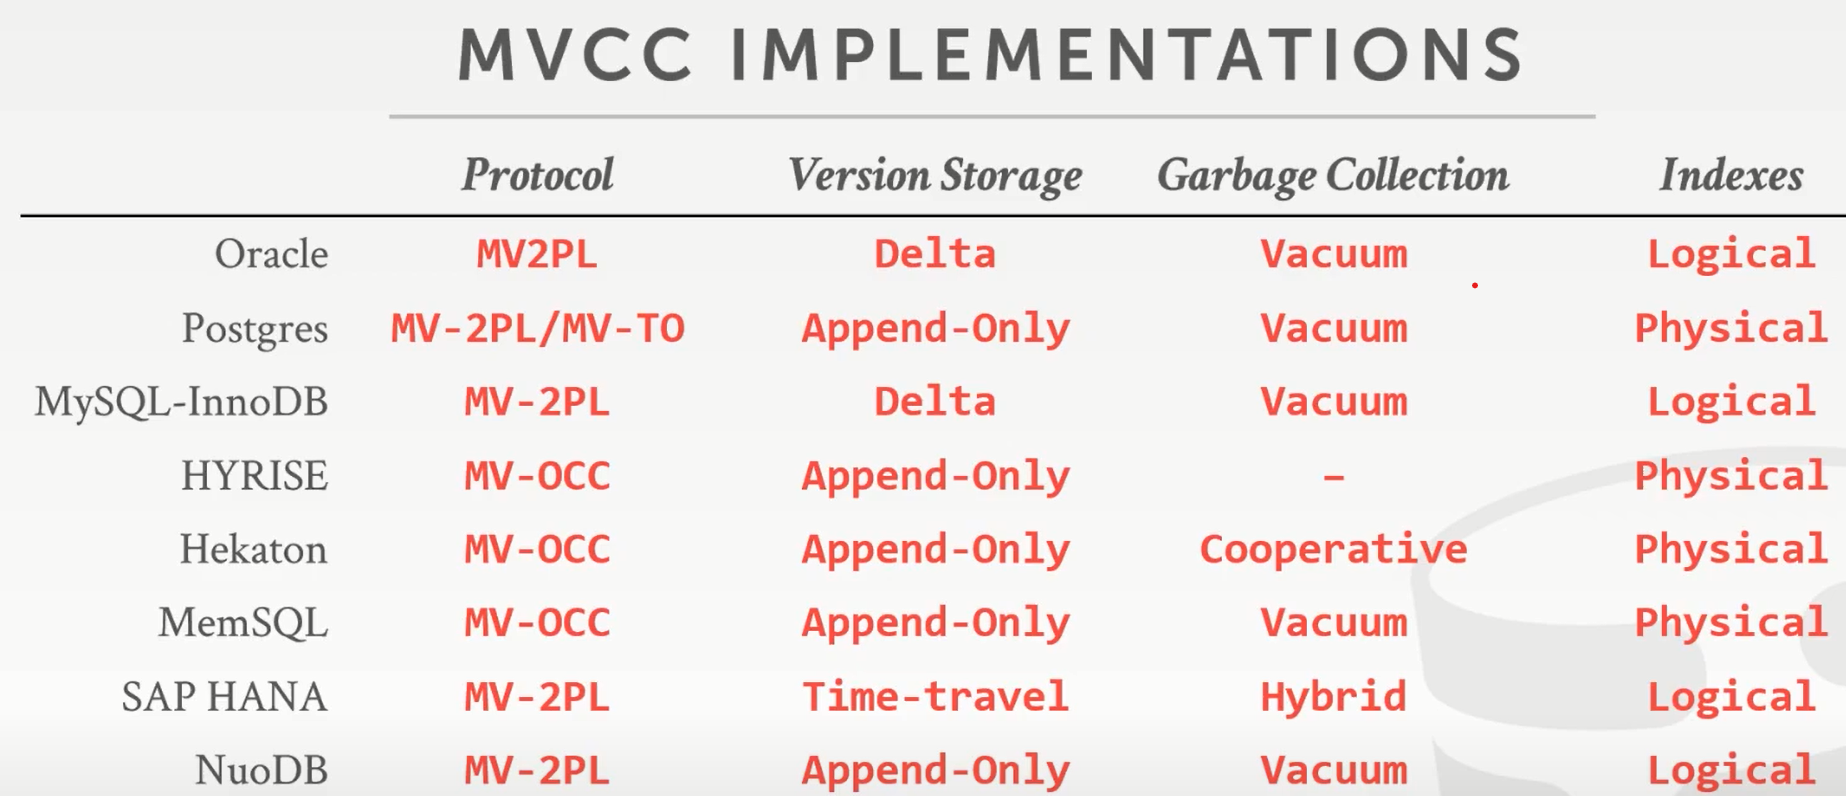 MVCC IMPLEMENTATIONS
Protocol Version Storage Garbage Collection Indexes
Oracle MV2PL Delta Vacuum Logical
Postgres MV-2PL/MV-TO Append-Only Vacuum Physical
MySQL-InnoDB MV-2PL Delta Vacuum Logical
HYRISE MV-OCC Append-Only – Physical
Hekaton MV-OCC Append-Only Cooperative Physical
MemSQL MV-OCC Append-Only Vacuum Physical
SAP HANA MV-2PL Time-travel Hybrid Logical
NuoDB MV-2PL Append-Only Vacuum Logical